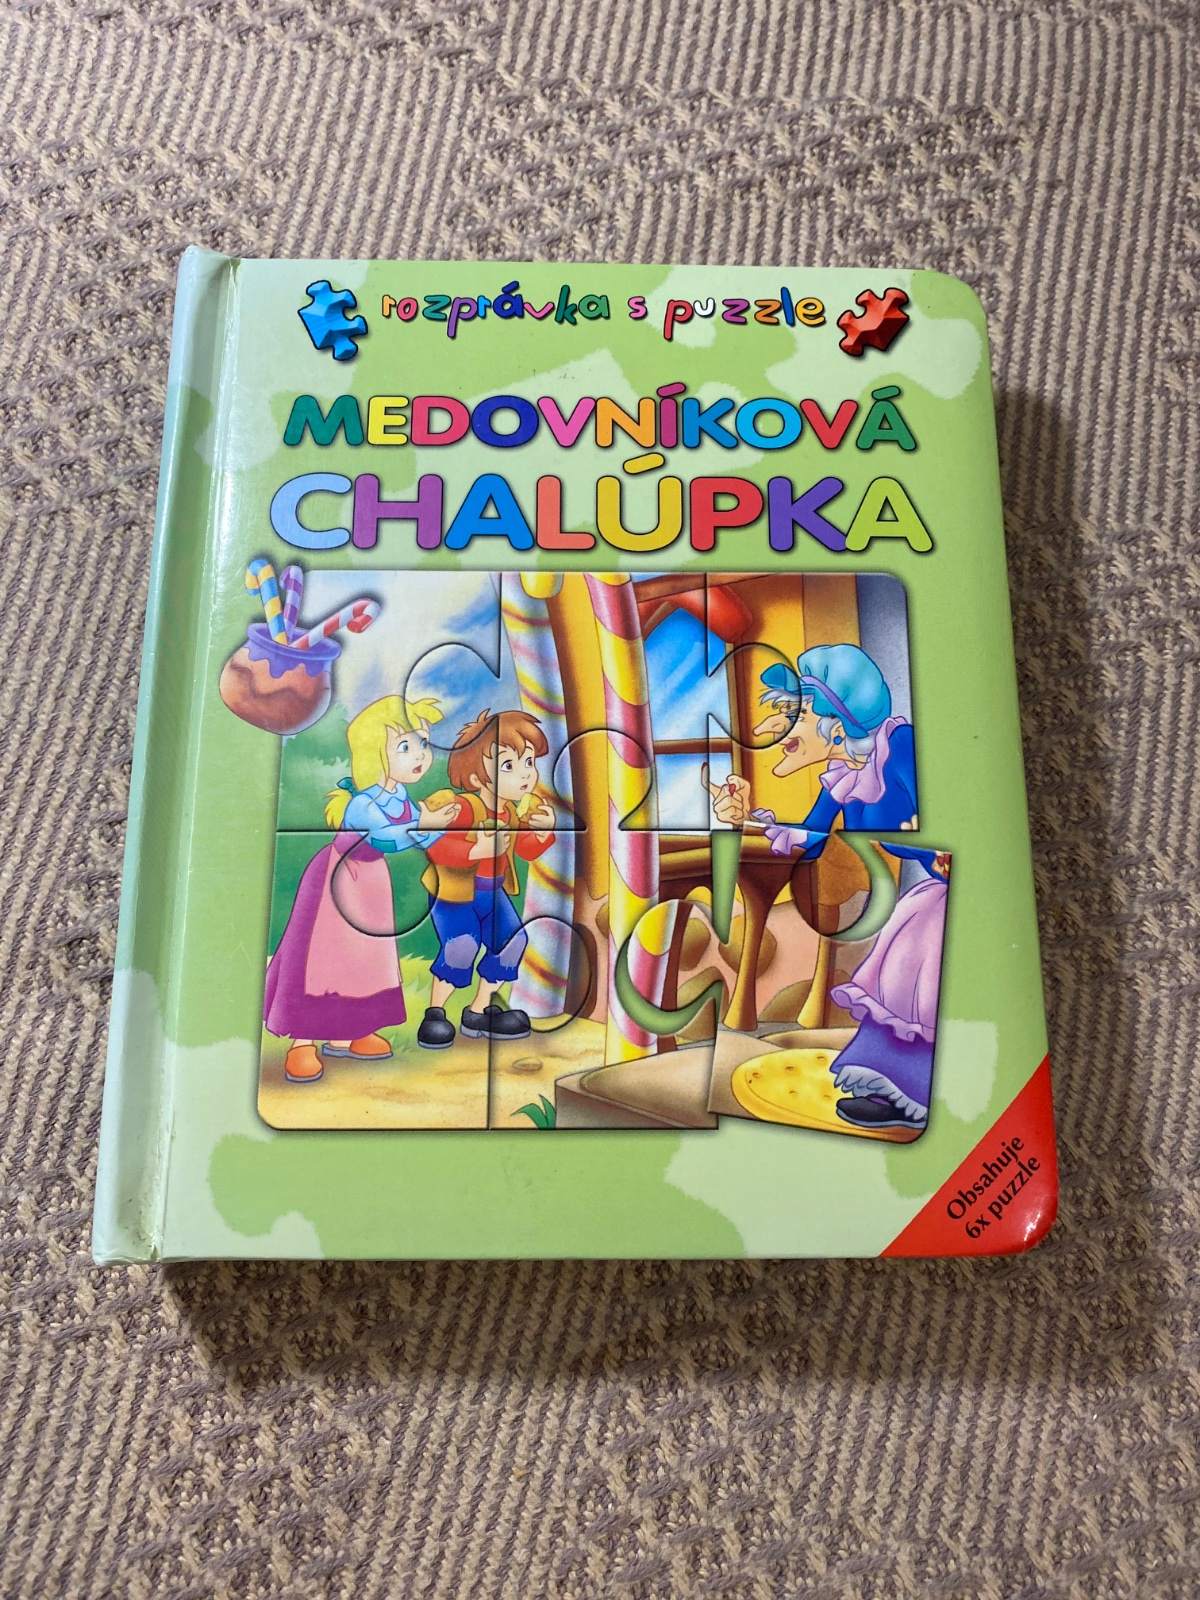 rozprávka s puzzle
MEDOVNÍKOVÁ
CHALÚPKA
Obsahuje
6x puzzle